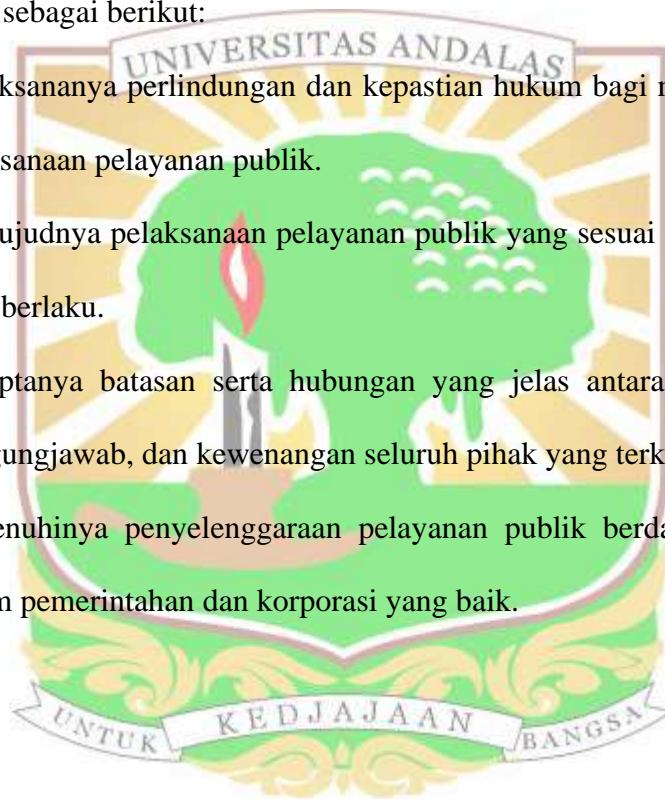 sebagai berikut:
UNIVERSITAS ANDALAS
ksananya perlindungan dan kepastian hukum bagi
sanaan pelayanan publik.
ujudnya pelaksanaan pelayanan publik yang sesuai
berlaku.
ptanya batasan serta hubungan yang jelas antara
gungjawab, dan kewenangan seluruh pihak yang terk
enuhinya penyelenggaraan pelayanan publik berda
m pemerintahan dan korporasi yang baik.
UNTUK KEDJAJAAN BANGSA